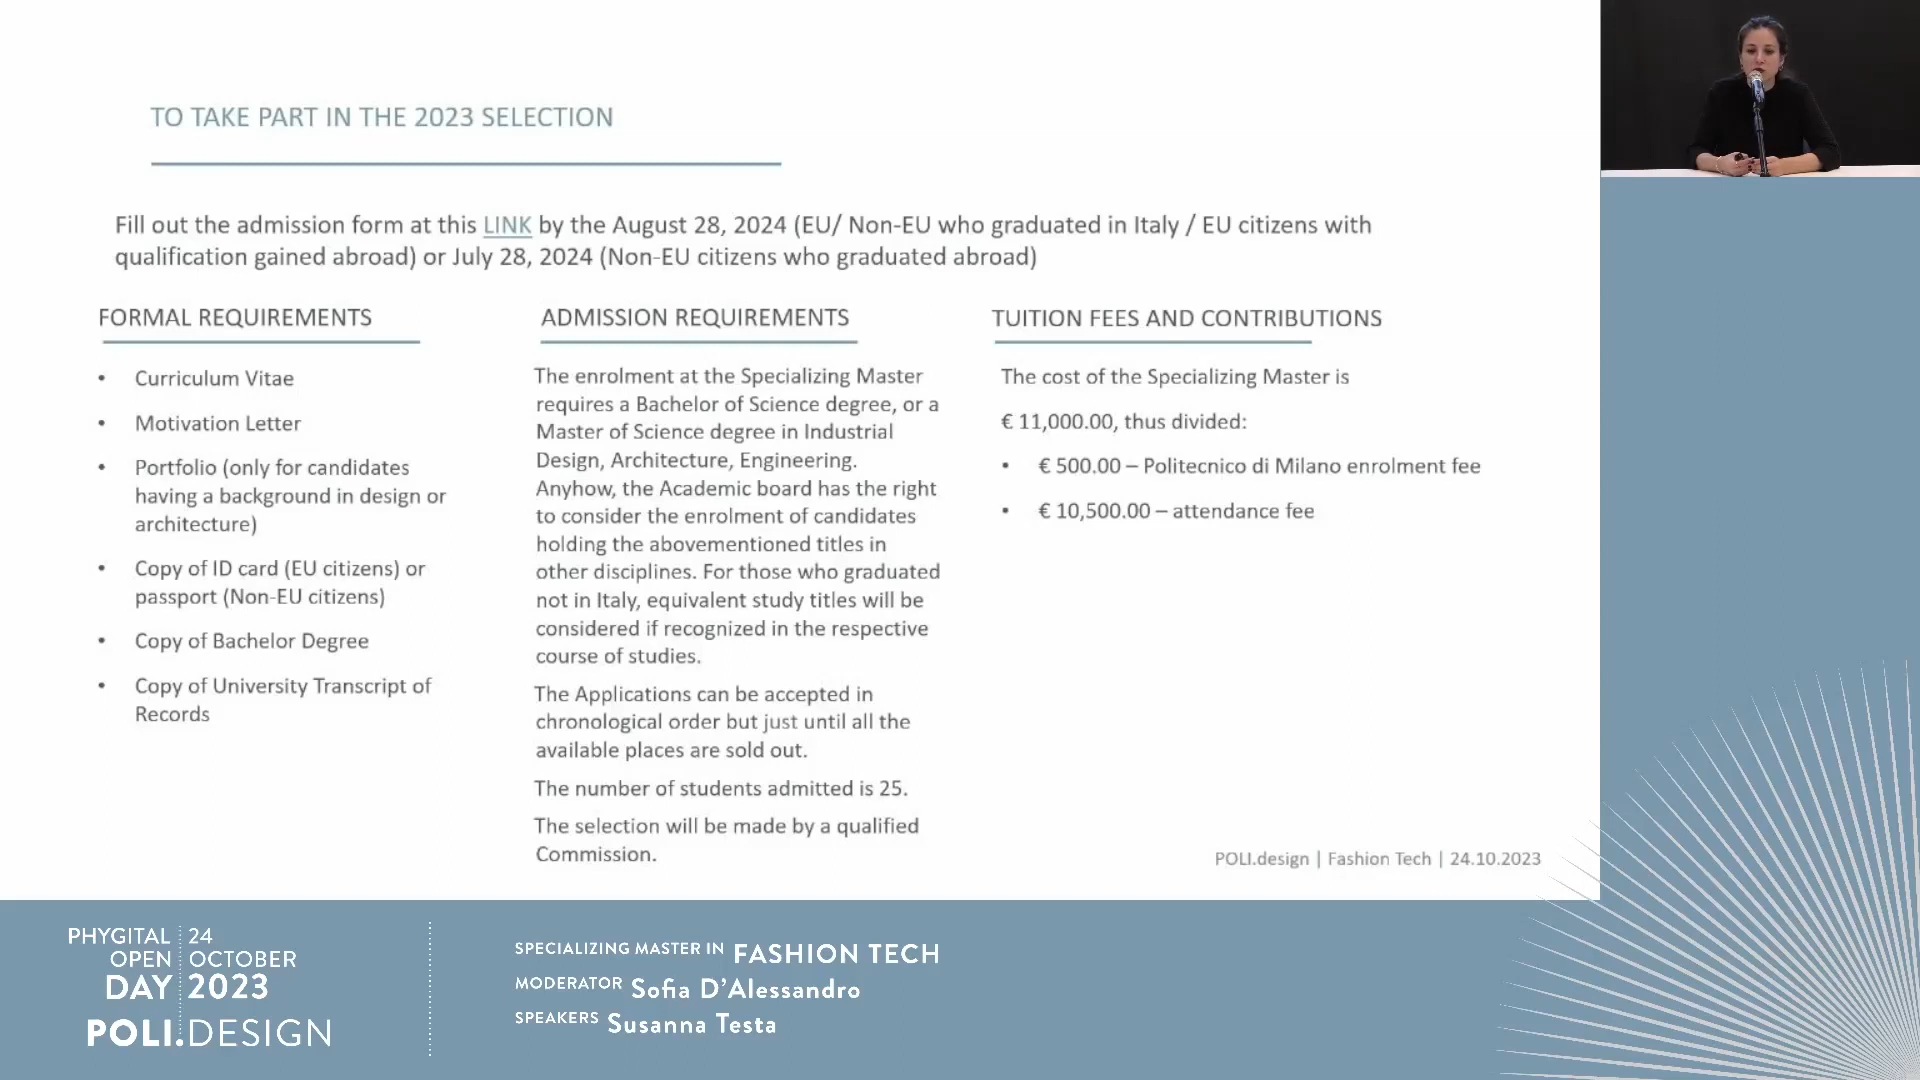 TO TAKE PART IN THE 2023 SELECTION
Fill out the admission form at this LINK by the August 28, 2024 (EU/ Non-EU who graduated in Italy / EU citizens with
qualification gained abroad) or July 28, 2024 (Non-EU citizens who graduated abroad)
FORMAL REQUIREMENTS
• Curriculum Vitae
• Motivation Letter
• Portfolio (only for candidates
having a background in design or
architecture)
• Copy of ID card (EU citizens) or
passport (Non-EU citizens)
• Copy of Bachelor Degree
• Copy of University Transcript of
Records
ADMISSION REQUIREMENTS
The enrolment at the Specializing Master
requires a Bachelor of Science degree, or a
Master of Science degree in Industrial
Design, Architecture, Engineering.
Anyhow, the Academic board has the right
to consider the enrolment of candidates
holding the abovementioned titles in
other disciplines. For those who graduated
not in Italy, equivalent study titles will be
considered if recognized in the respective
course of studies.
The Applications can be accepted in
chronological order but just until all the
available places are sold out.
The number of students admitted is 25.
The selection will be made by a qualified
Commission.
TUITION FEES AND CONTRIBUTIONS
The cost of the Specializing Master is
€ 11,000.00, thus divided:
• € 500.00 – Politecnico di Milano enrolment fee
• € 10,500.00 – attendance fee
POLI.design | Fashion Tech | 24.10.2023
PHYGITAL 24
OPEN OCTOBER
DAY 2023
POLI.DESIGN
SPECIALIZING MASTER IN FASHION TECH
MODERATOR Sofia D'Alessandro
SPEAKERS Susanna Testa